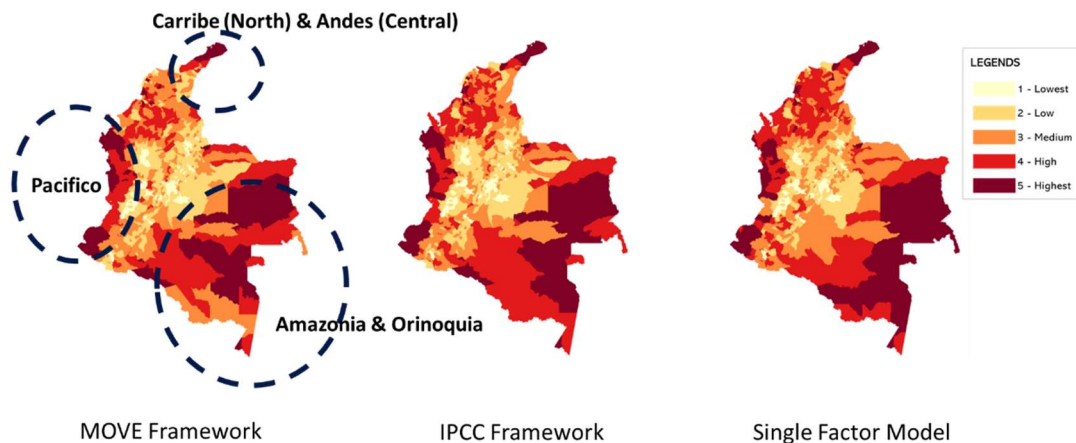 Carribe (North) & Andes (Central)
Pacifico
Amazonia & Orinoquia
LEGENDS
1 - Lowest
2 - Low
3 - Medium
4 - High
5 - Highest
MOVE Framework
IPCC Framework
Single Factor Model